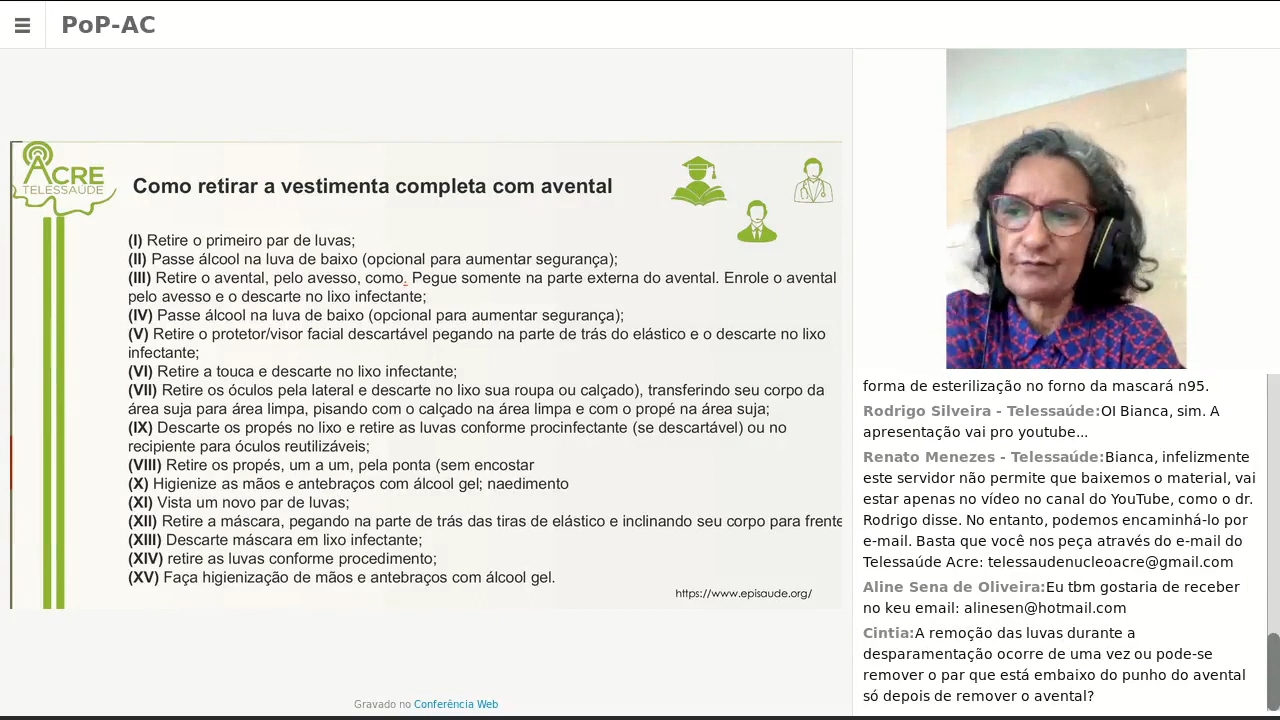 PoP-AC
ACRE
TELESSAÚDE
Como retirar a vestimenta completa com avental
(I) Retire o primeiro par de luvas;
(II) Passe álcool na luva de baixo (opcional para aumentar segurança);
(III) Retire o avental, pelo avesso, como. Pegue somente na parte externa do avental. Enrole o avental
pelo avesso e o descarte no lixo infectante;
(IV) Passe álcool na luva de baixo (opcional para aumentar segurança);
(V) Retire o protetor/visor facial descartável pegando na parte de trás do elástico e o descarte no lixo
infectante;
(VI) Retire a touca e descarte no lixo infectante;
(VII) Retire os óculos pela lateral e descarte no lixo sua roupa ou calçado), transferindo seu corpo da
área suja para área limpa, pisando com o calçado na área limpa e com o propé na área suja;
(IX) Descarte os propés no lixo e retire as luvas conforme procinfectante (se descartável) ou no
recipiente para óculos reutilizáveis;
(VIII) Retire os propés, um a um, pela ponta (sem encostar
(X) Higienize as mãos e antebraços com álcool gel; naedimento
(XI) Vista um novo par de luvas;
(XII) Retire a máscara, pegando na parte de trás das tiras de elástico e inclinando seu corpo para frente
(XIII) Descarte máscara em lixo infectante;
(XIV) retire as luvas conforme procedimento;
(XV) Faça higienização de mãos e antebraços com álcool gel.
https://www.episaude.org/
Gravado no Conferência Web
forma de esterilização no forno da mascará n95.
Rodrigo Silveira - Telessaúde:OI Bianca, sim. A
apresentação vai pro youtube...
Renato Menezes - Telessaúde:Bianca, infelizmente
este servidor não permite que baixemos o material, vai
estar apenas no vídeo no canal do YouTube, como o dr.
Rodrigo disse. No entanto, podemos encaminhá-lo por
e-mail. Basta que você nos peça através do e-mail do
Telessaúde Acre: telessaudenucleoacre@gmail.com
Aline Sena de Oliveira:Eu tbm gostaria de receber
no keu email: alinesen@hotmail.com
Cintia:A remoção das luvas durante a
desparamentação ocorre de uma vez ou pode-se
remover o par que está embaixo do punho do avental
só depois de remover o avental?